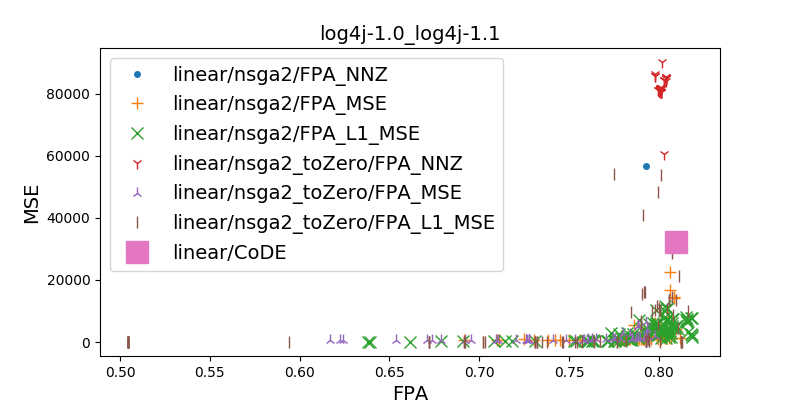 log4j-1.0_log4j-1.1
linear/nsga2/FPA_NNZ
linear/nsga2/FPA_MSE
linear/nsga2/FPA_L1_MSE
linear/nsga2_toZero/FPA_NNZ
linear/nsga2_toZero/FPA_MSE
linear/nsga2_toZero/FPA_L1_MSE
linear/CoDE
MSE
80000
60000
40000
20000
0
0.50 0.55 0.60 0.65 0.70 0.75 0.80
FPA